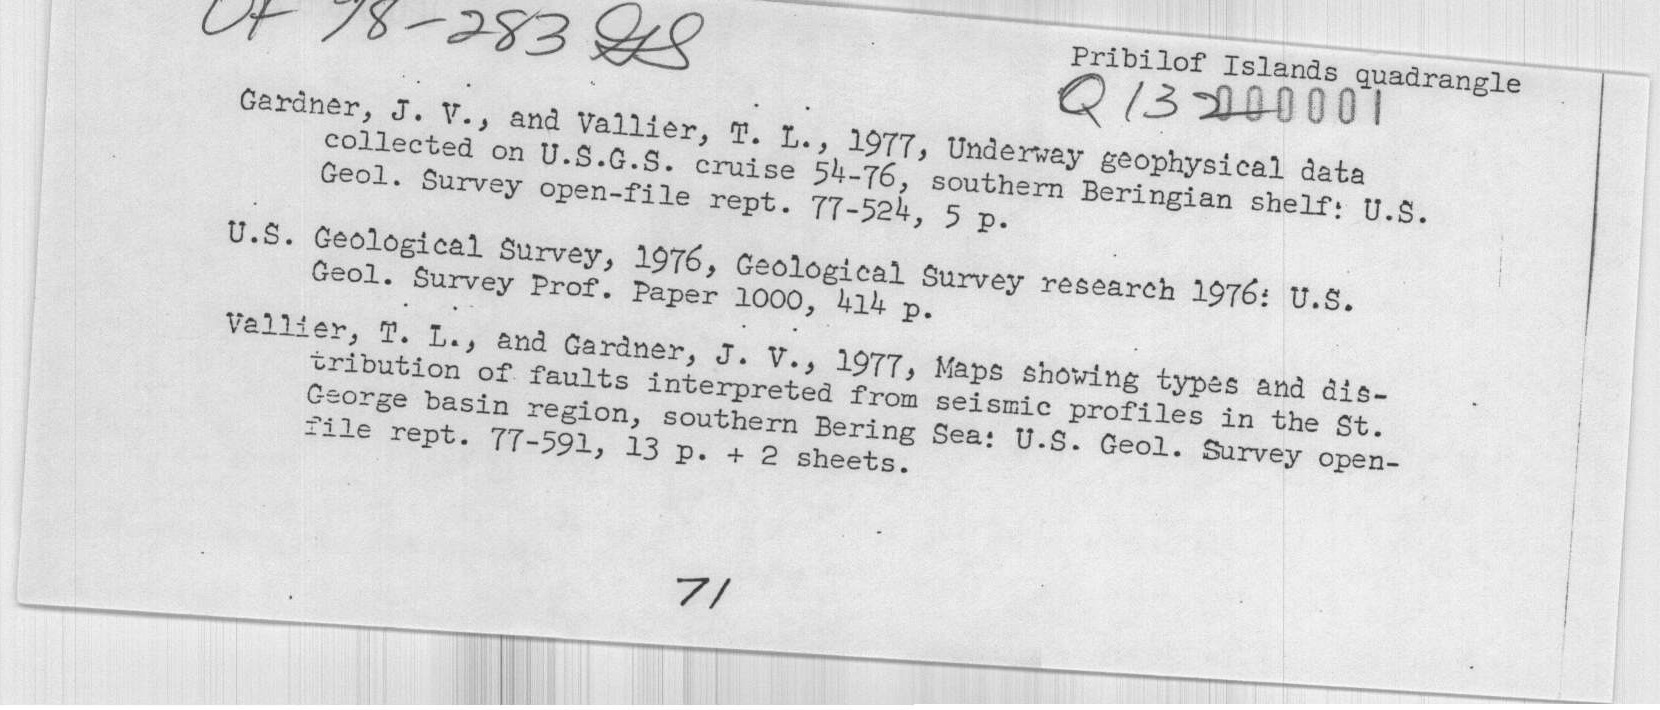 OF 78-283
Pribilof Islands quadrangle
Q 132
000001
Gardner, J. V., and Vallier, T. L., 1977, Underway geophysical data
collected on U.S.G.S. cruise 54-76, southern Beringian shelf: U.S.
Geol. Survey open-file rept. 77-524, 5 p.
U.S. Geological Survey, 1976, Geological Survey research 1976: U.S.
Geol. Survey Prof. Paper 1000, 414 p.
Vallier, T. L., and Gardner, J. V., 1977, Maps showing types and dis-
tribution of faults interpreted from seismic profiles in the St.
George basin region, southern Bering Sea: U.S. Geol. Survey open-
file rept. 77-591, 13 p. + 2 sheets.
71